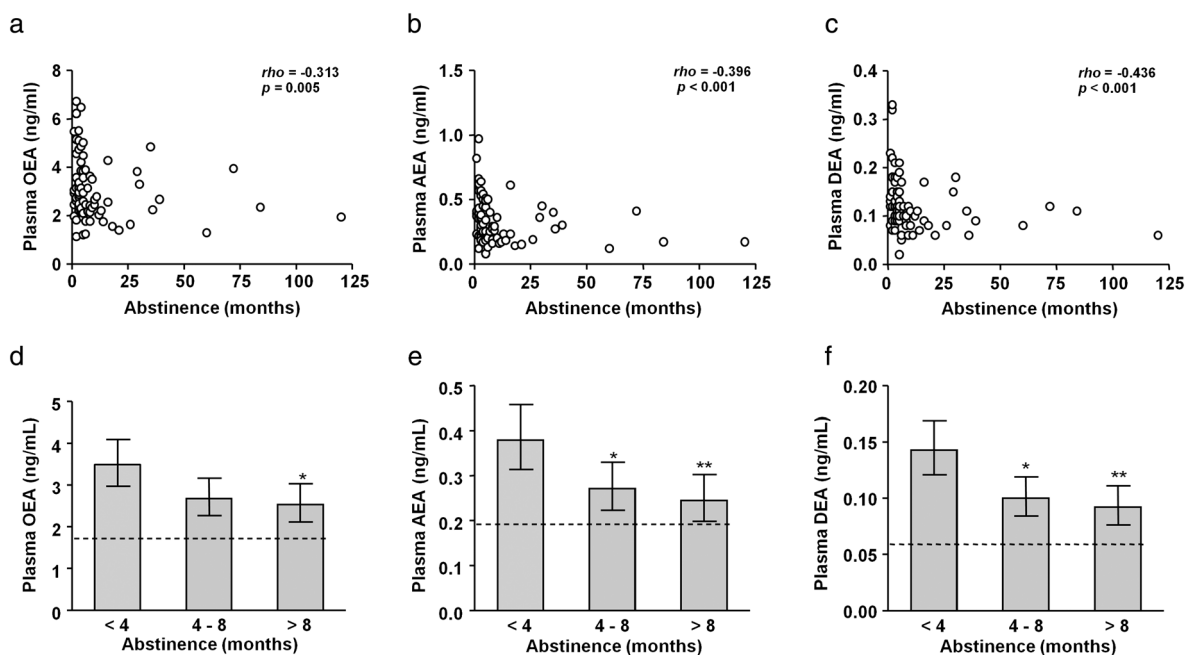 a
rho = -0.313
p = 0.005
Plasma OEA (ng/ml)
8
6
4
2
0
0 25 50 75 100 125
Abstinence (months)
b
rho = -0.396
p < 0.001
Plasma AEA (ng/ml)
1.5
1.0
0.5
0.0
0 25 50 75 100 125
Abstinence (months)
c
rho = -0.436
p < 0.001
Plasma DEA (ng/ml)
0.4
0.3
0.2
0.1
0.0
0 25 50 75 100 125
Abstinence (months)
d
Plasma OEA (ng/mL)
5
4
3
2
1
0
*
< 4 4 - 8 > 8
Abstinence (months)
e
Plasma AEA (ng/mL)
0.5
0.4
0.3
0.2
0.1
0.0
* **
< 4 4 - 8 > 8
Abstinence (months)
f
Plasma DEA (ng/mL)
0.20
0.15
0.10
0.05
0.00
* **
< 4 4 - 8 > 8
Abstinence (months)